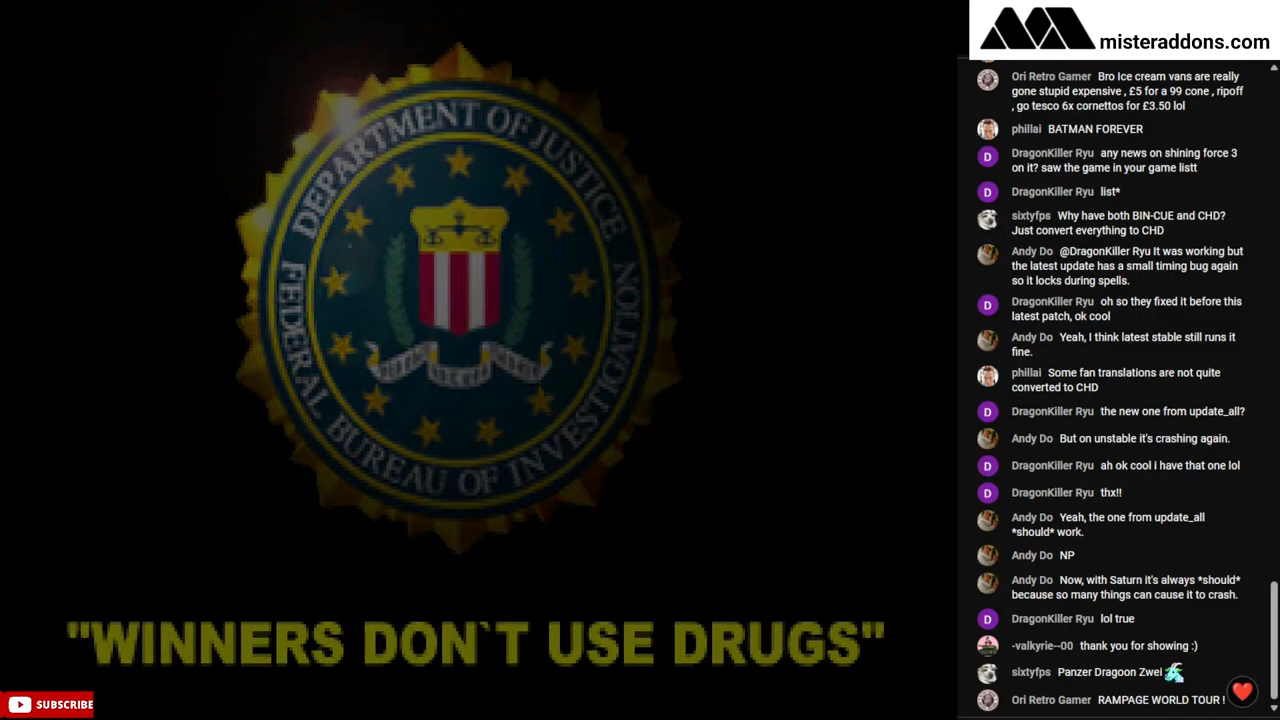 misteraddons.com
DEPARTMENT OF JUSTICE
FEDERAL BUREAU OF INVESTIGATION
"WINNERS DON`T USE DRUGS"
SUBSCRIBE
Ori Retro Gamer Bro Ice cream vans are really
gone stupid expensive , £5 for a 99 cone , ripoff
, go tesco 6x cornettos for £3.50 lol
phillai BATMAN FOREVER
D DragonKiller Ryu any news on shining force 3
on it? saw the game in your game listt
D DragonKiller Ryu list*
sixtyfps Why have both BIN-CUE and CHD?
Just convert everything to CHD
Andy Do @DragonKiller Ryu It was working but
the latest update has a small timing bug again
so it locks during spells.
D DragonKiller Ryu oh so they fixed it before this
latest patch, ok cool
Andy Do Yeah, I think latest stable still runs it
fine.
phillai Some fan translations are not quite
converted to CHD
D DragonKiller Ryu the new one from update_all?
Andy Do But on unstable it's crashing again.
D DragonKiller Ryu ah ok cool i have that one lol
D DragonKiller Ryu thx!!
Andy Do Yeah, the one from update_all
*should* work.
Andy Do NP
Andy Do Now, with Saturn it's always *should*
because so many things can cause it to crash.
D DragonKiller Ryu lol true
-valkyrie--00 thank you for showing :)
sixtyfps Panzer Dragoon Zwei
Ori Retro Gamer RAMPAGE WORLD TOUR !